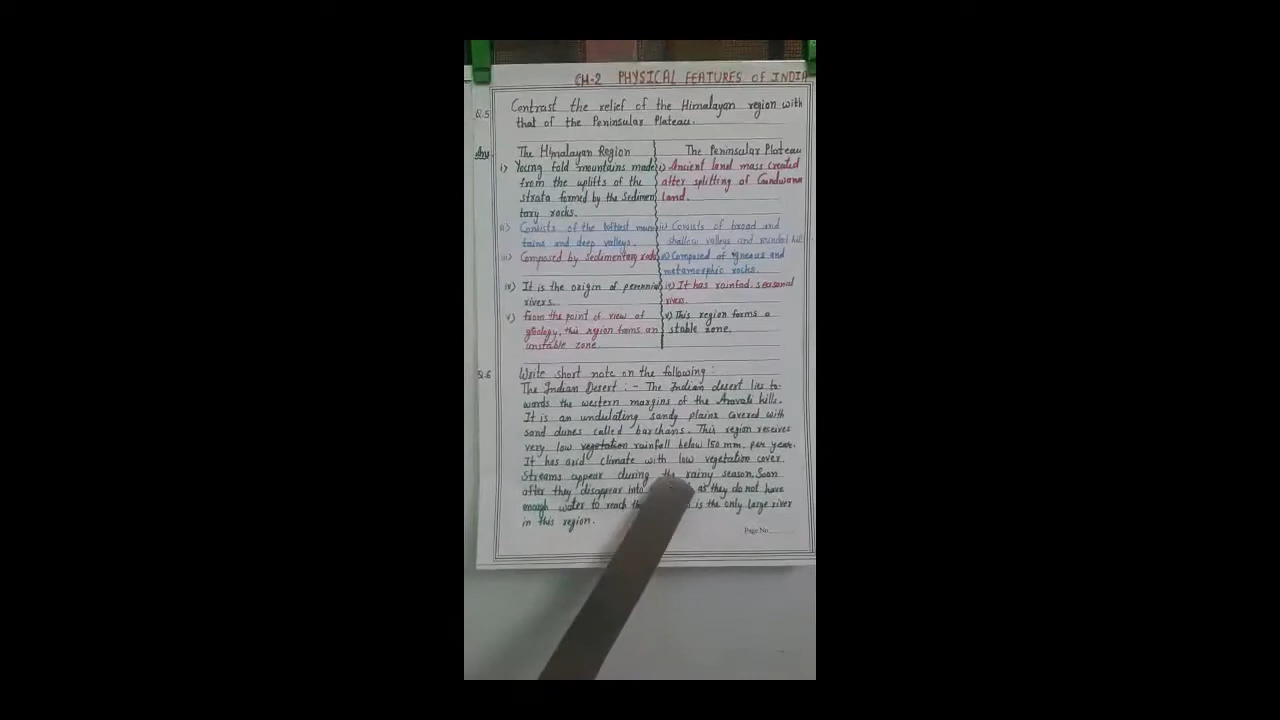 CH-2 PHYSICAL FEATURES OF INDIA
Q.5 Contrast the relief of the Himalayan region with
that of the Peninsular Plateau.
Ans The Himalayan Region
i) Young fold mountains made
from the uplifts of the
strata formed by the Sedimen
tary rocks.
ii) Consists of the loftiest moun
tains and deep valleys.
iii) Composed by sedimentary rocks
iv) It is the origin of perennial
rivers.
v) from the point of view of
geology, this region forms an
unstable zone.
The Peninsular Plateau
i) Ancient land mass created
after splitting of Gondwana
land.
ii) Consists of broad and
shallow valleys and rounded hills
iii) Composed of igneous and
metamorphic rocks.
iv) It has rainfed, seasonal
rivers.
v) This region forms a
stable zone.
Q.6 Write short note on the following :
The Indian Desert : - The Indian desert lies to-
wards the western margins of the Aravali hills.
It is an undulating sandy plains covered with
sand dunes called barchans. This region receives
very low vegetation rainfall below 150 mm. per year.
It has arid climate with low vegetation cover.
Streams appear during the rainy season. Soon
after they disappear into as they do not have
enough water to reach is the only large river
in this region.
Page No